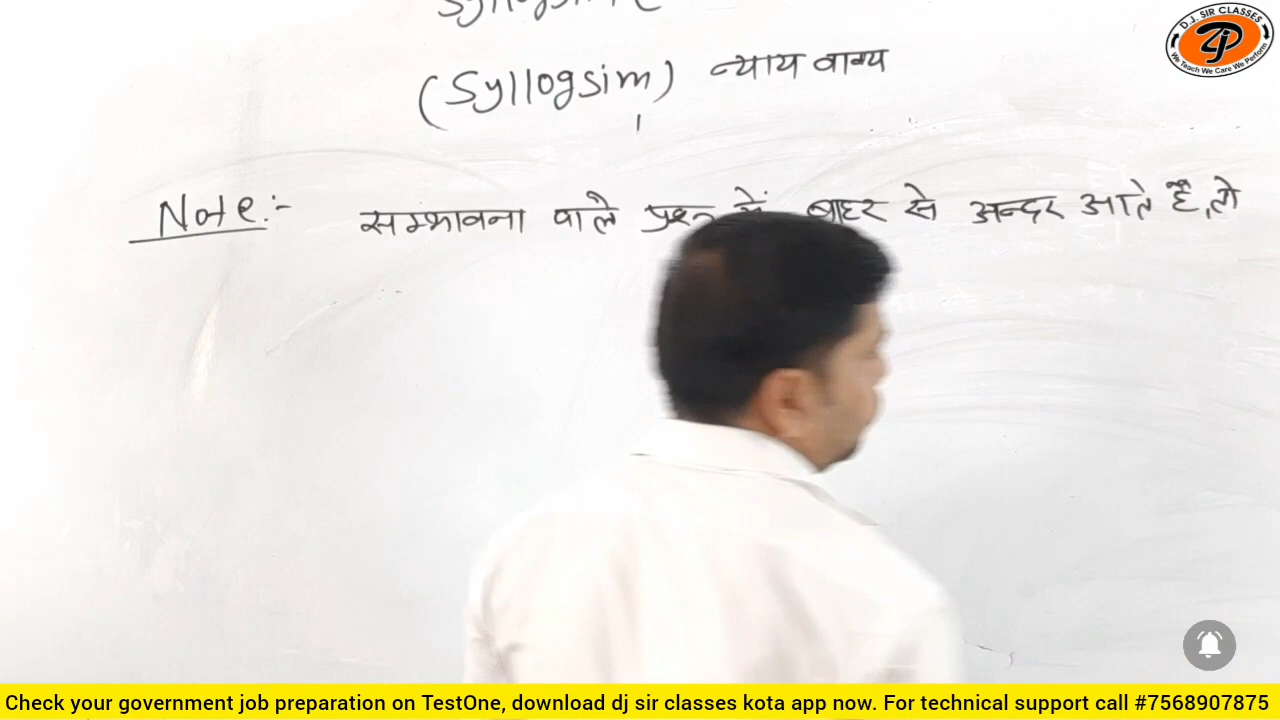 (Syllogsim) न्याय वाक्य
Note:- सम्भावना वाले प्रश्न में बाहर से अन्दर आते हैं, तो
D.J. SIR CLASSES
We Teach We Care We Perform
Check your government job preparation on TestOne, download dj sir classes kota app now. For technical support call #7568907875